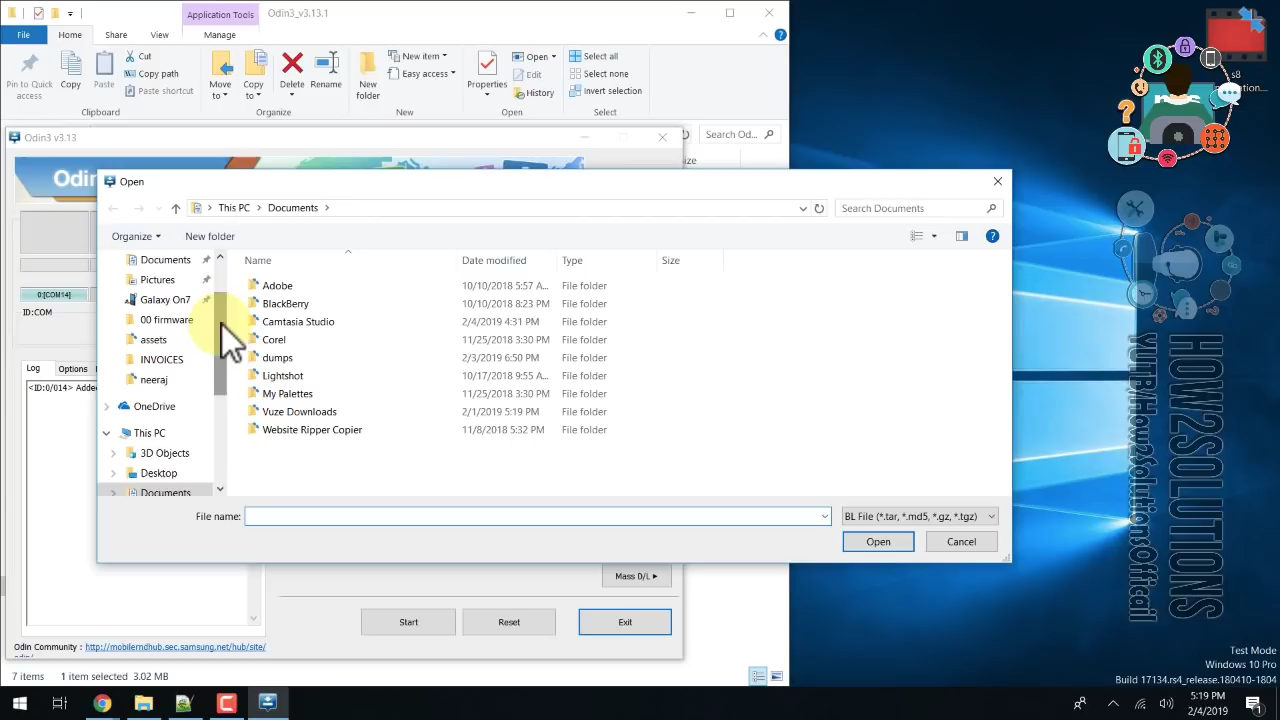 Application Tools
Odin3_v3.13.1
File
Home
Share
View
Manage
Pin to Quick access
Copy
Paste
Cut
Copy path
Paste shortcut
Clipboard
Move to
Copy to
Delete
Rename
Organize
New folder
New item
Easy access
New
Properties
Open
Edit
History
Open
Select all
Select none
Invert selection
Select
Odin3 v3.13
Search Od...
Open
This PC
Documents
Search Documents
Organize
New folder
Documents
Pictures
Galaxy On7
00 firmware
assets
INVOICES
neeraj
OneDrive
This PC
3D Objects
Desktop
Documents
Name
Date modified
Type
Size
Adobe 10/10/2018 5:57 A... File folder
BlackBerry 10/10/2018 8:23 PM File folder
Camtasia Studio 2/4/2019 4:31 PM File folder
Corel 11/25/2018 3:30 PM File folder
dumps 2/3/2019 6:50 PM File folder
Lightshot 10/17/2018 9:55 A... File folder
My Palettes 11/25/2018 3:30 PM File folder
Vuze Downloads 2/1/2019 5:19 PM File folder
Website Ripper Copier 11/8/2018 5:32 PM File folder
File name:
BL File (*.tar, *.md5, *.gz, *.tgz)
Open
Cancel
0:[COM14]
ID:COM
Log
Options
<ID:0/014> Added
Mass D/L
Start
Reset
Exit
Odin Community :
http://mobilerndhub.sec.samsung.net/hub/site/
7 items
1 item selected 3.02 MB
s8
HOW2SOLUTIONS
Test Mode
Windows 10 Pro
Build 17134.rs4_release.180410-1804
5:19 PM
2/4/2019